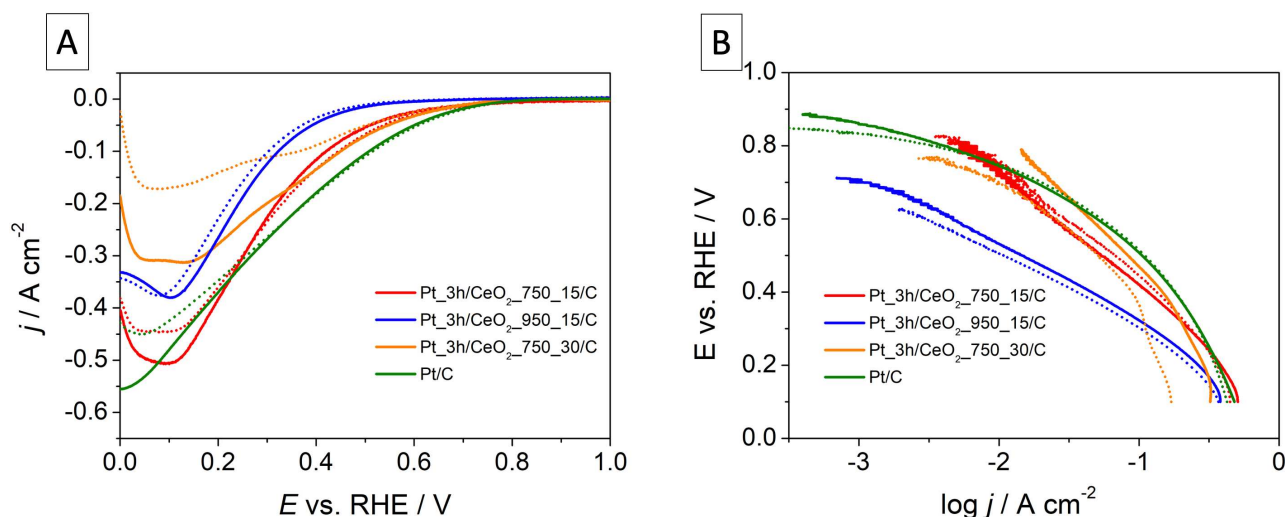 A
0.0
-0.1
-0.2
-0.3
-0.4
-0.5
-0.6
j / A cm⁻²
Pt_3h/CeO₂_750_15/C
Pt_3h/CeO₂_950_15/C
Pt_3h/CeO₂_750_30/C
Pt/C
0.0 0.2 0.4 0.6 0.8 1.0
E vs. RHE / V
B
1.0
0.8
0.6
0.4
0.2
0.0
E vs. RHE / V
Pt_3h/CeO₂_750_15/C
Pt_3h/CeO₂_950_15/C
Pt_3h/CeO₂_750_30/C
Pt/C
-3 -2 -1 0
log j / A cm⁻²